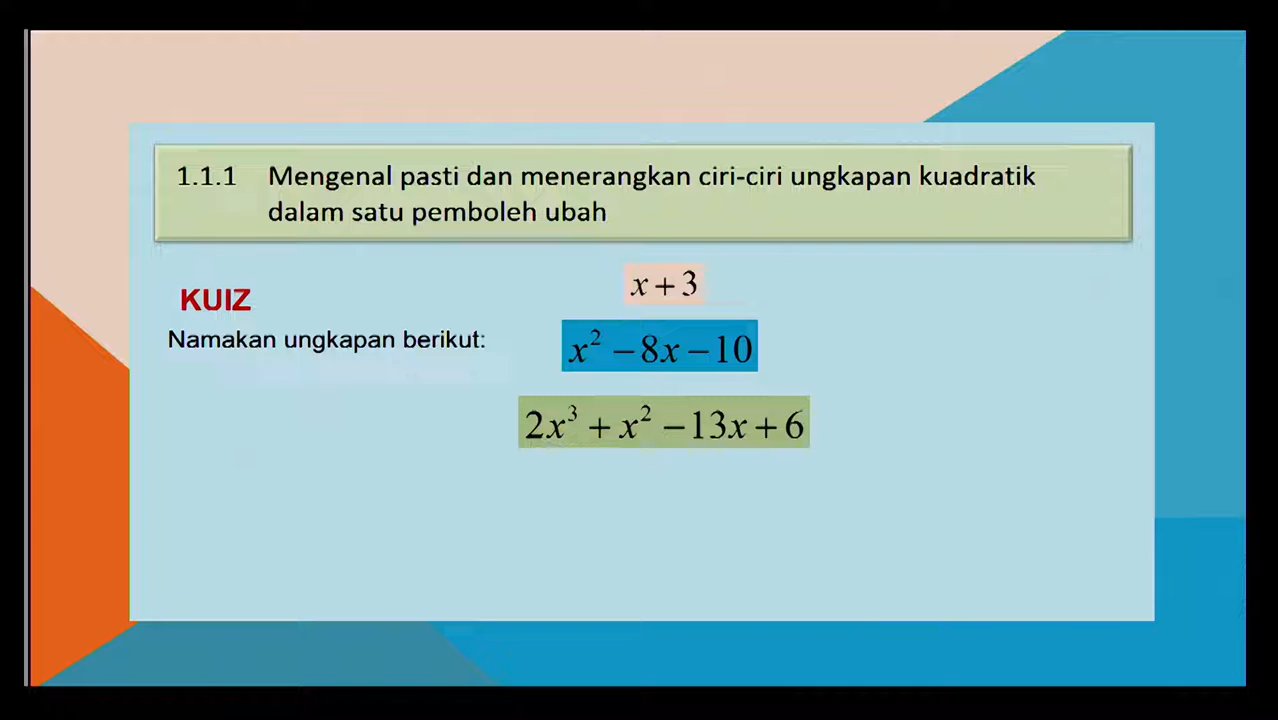 1.1.1 Mengenal pasti dan menerangkan ciri-ciri ungkapan kuadratik
dalam satu pemboleh ubah
KUIZ
Namakan ungkapan berikut:
x + 3
x² − 8x − 10
2x³ + x² − 13x + 6